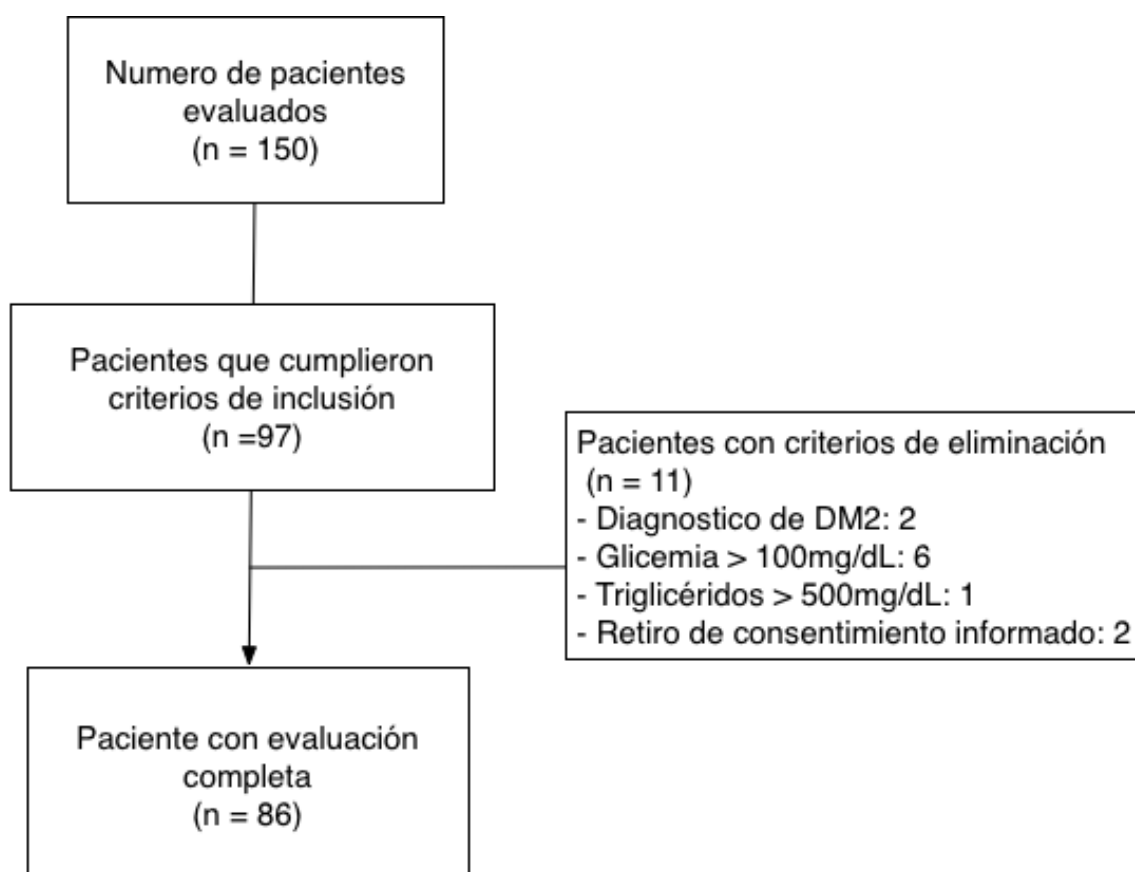 Numero de pacientes
evaluados
(n = 150)
Pacientes que cumplieron
criterios de inclusión
(n =97)
Pacientes con criterios de eliminación
(n = 11)
- Diagnostico de DM2: 2
- Glicemia > 100mg/dL: 6
- Triglicéridos > 500mg/dL: 1
- Retiro de consentimiento informado: 2
Paciente con evaluación
completa
(n = 86)